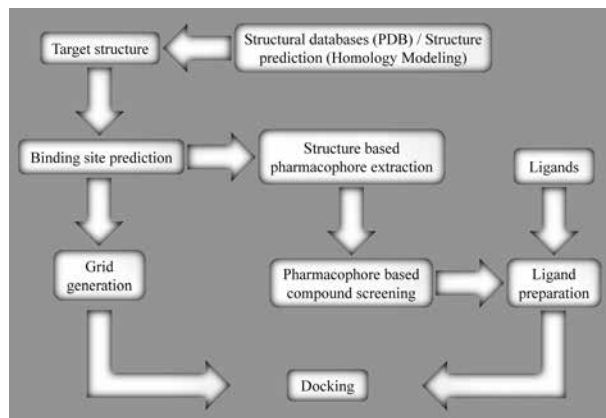 Target structure
Structural databases (PDB) / Structure
prediction (Homology Modeling)
Binding site prediction
Structure based
pharmacophore extraction
Ligands
Grid
generation
Pharmacophore based
compound screening
Ligand
preparation
Docking